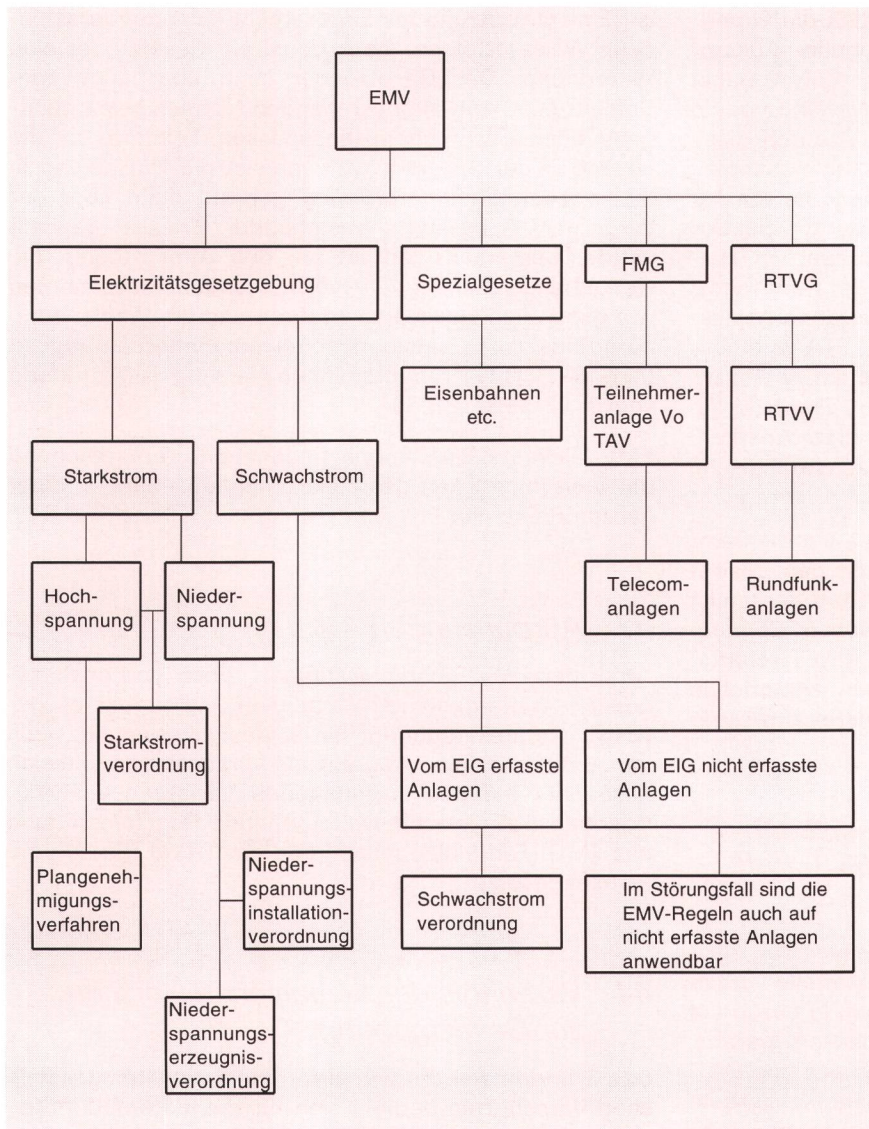 EMV
Elektrizitätsgesetzgebung
Spezialgesetze
FMG
RTVG
Eisenbahnen
etc.
Teilnehmer-
anlage Vo
TAV
RTVV
Starkstrom
Schwachstrom
Hoch-
spannung
Nieder-
spannung
Telecom-
anlagen
Rundfunk-
anlagen
Starkstrom-
verordnung
Vom ElG erfasste
Anlagen
Vom ElG nicht erfasste
Anlagen
Plangeneh-
migungs-
verfahren
Nieder-
spannungs-
installation-
verordnung
Schwachstrom
verordnung
Im Störungsfall sind die
EMV-Regeln auch auf
nicht erfasste Anlagen
anwendbar
Nieder-
spannungs-
erzeugnis-
verordnung